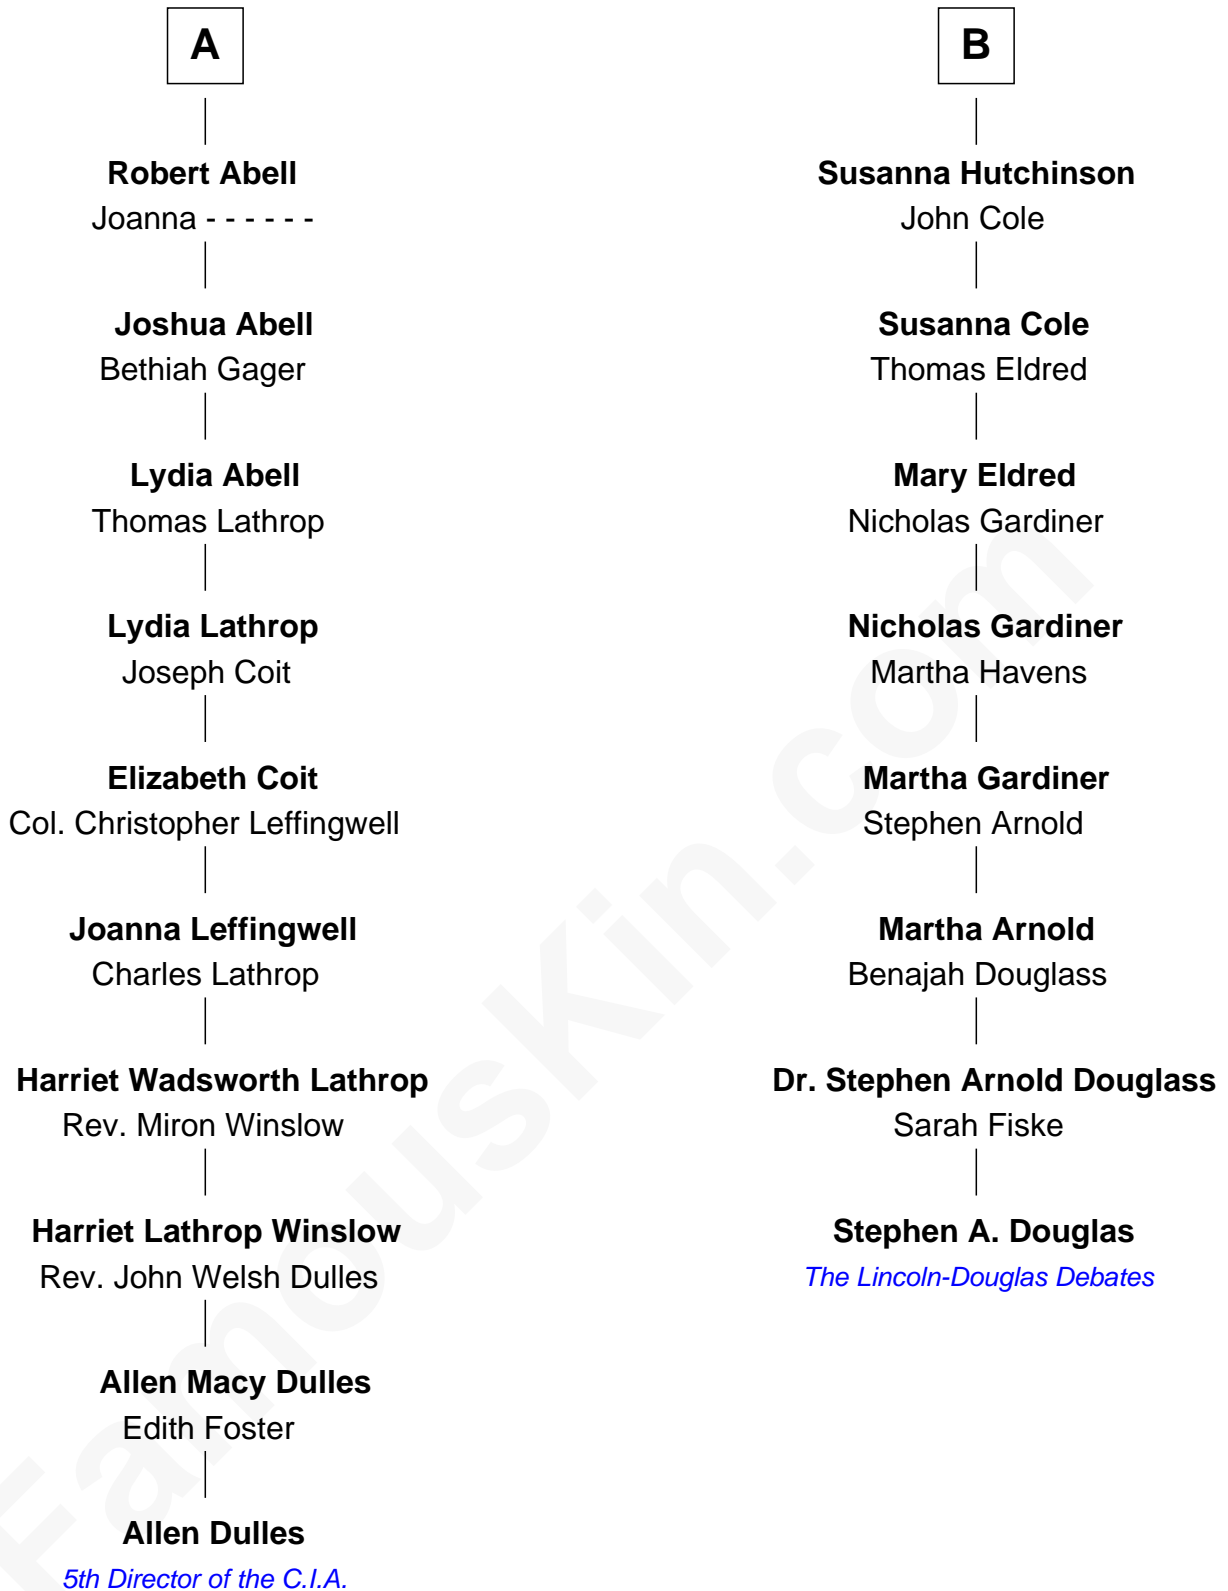 A
Robert Abell
Joanna - - - - - -
Joshua Abell
Bethiah Gager
Lydia Abell
Thomas Lathrop
Lydia Lathrop
Joseph Coit
Elizabeth Coit
Col. Christopher Leffingwell
Joanna Leffingwell
Charles Lathrop
Harriet Wadsworth Lathrop
Rev. Miron Winslow
Harriet Lathrop Winslow
Rev. John Welsh Dulles
Allen Macy Dulles
Edith Foster
Allen Dulles
5th Director of the C.I.A.
B
Susanna Hutchinson
John Cole
Susanna Cole
Thomas Eldred
Mary Eldred
Nicholas Gardiner
Nicholas Gardiner
Martha Havens
Martha Gardiner
Stephen Arnold
Martha Arnold
Benajah Douglass
Dr. Stephen Arnold Douglass
Sarah Fiske
Stephen A. Douglas
The Lincoln-Douglas Debates
FamousKin.com